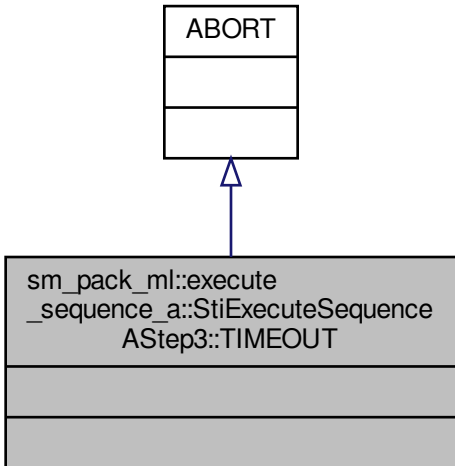 ABORT
sm_pack_ml::execute
_sequence_a::StiExecuteSequence
AStep3::TIMEOUT